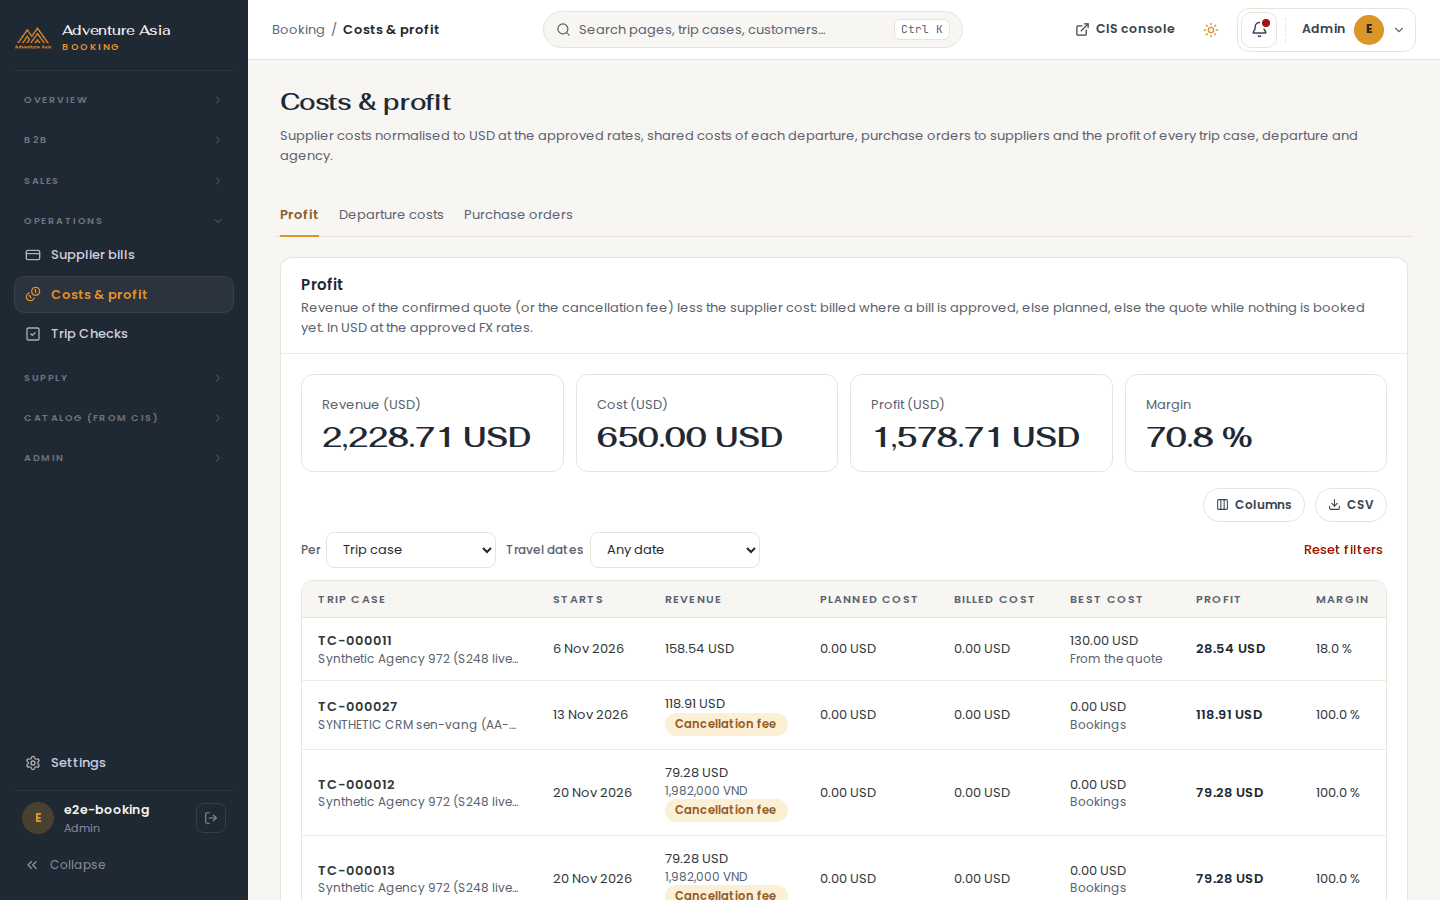 Adventure Asia
BOOKING
Adventure Asia
OVERVIEW
B2B
SALES
OPERATIONS
Supplier bills
Costs & profit
Trip Checks
SUPPLY
CATALOG (FROM CIS)
ADMIN
Settings
E
e2e-booking
Admin
Collapse
Booking / Costs & profit
Search pages, trip cases, customers...
Ctrl K
CIS console
Admin
E
Costs & profit
Supplier costs normalised to USD at the approved rates, shared costs of each departure, purchase orders to suppliers and the profit of every trip case, departure and
agency.
Profit
Departure costs
Purchase orders
Profit
Revenue of the confirmed quote (or the cancellation fee) less the supplier cost: billed where a bill is approved, else planned, else the quote while nothing is booked
yet. In USD at the approved FX rates.
Revenue (USD)
2,228.71 USD
Cost (USD)
650.00 USD
Profit (USD)
1,578.71 USD
Margin
70.8 %
Columns
CSV
Per
Trip case
Travel dates
Any date
Reset filters
TRIP CASE STARTS REVENUE PLANNED COST BILLED COST BEST COST PROFIT MARGIN
TC-000011
Synthetic Agency 972 (S248 live…
6 Nov 2026
158.54 USD
0.00 USD
0.00 USD
130.00 USD
From the quote
28.54 USD
18.0 %
TC-000027
SYNTHETIC CRM sen-vang (AA-…
13 Nov 2026
118.91 USD
Cancellation fee
0.00 USD
0.00 USD
0.00 USD
Bookings
118.91 USD
100.0 %
TC-000012
Synthetic Agency 972 (S248 live…
20 Nov 2026
79.28 USD
1,982,000 VND
Cancellation fee
0.00 USD
0.00 USD
0.00 USD
Bookings
79.28 USD
100.0 %
TC-000013
Synthetic Agency 972 (S248 live…
20 Nov 2026
79.28 USD
1,982,000 VND
Cancellation fee
0.00 USD
0.00 USD
0.00 USD
Bookings
79.28 USD
100.0 %